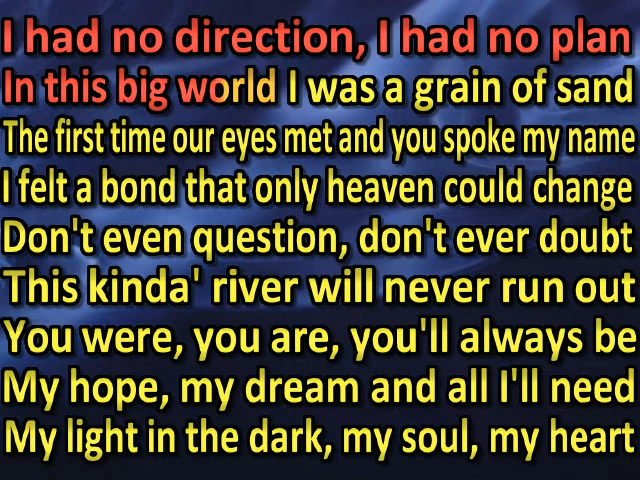 I had no direction, I had no plan
In this big world I was a grain of sand
The first time our eyes met and you spoke my name
I felt a bond that only heaven could change
Don't even question, don't ever doubt
This kinda' river will never run out
You were, you are, you'll always be
My hope, my dream and all I'll need
My light in the dark, my soul, my heart